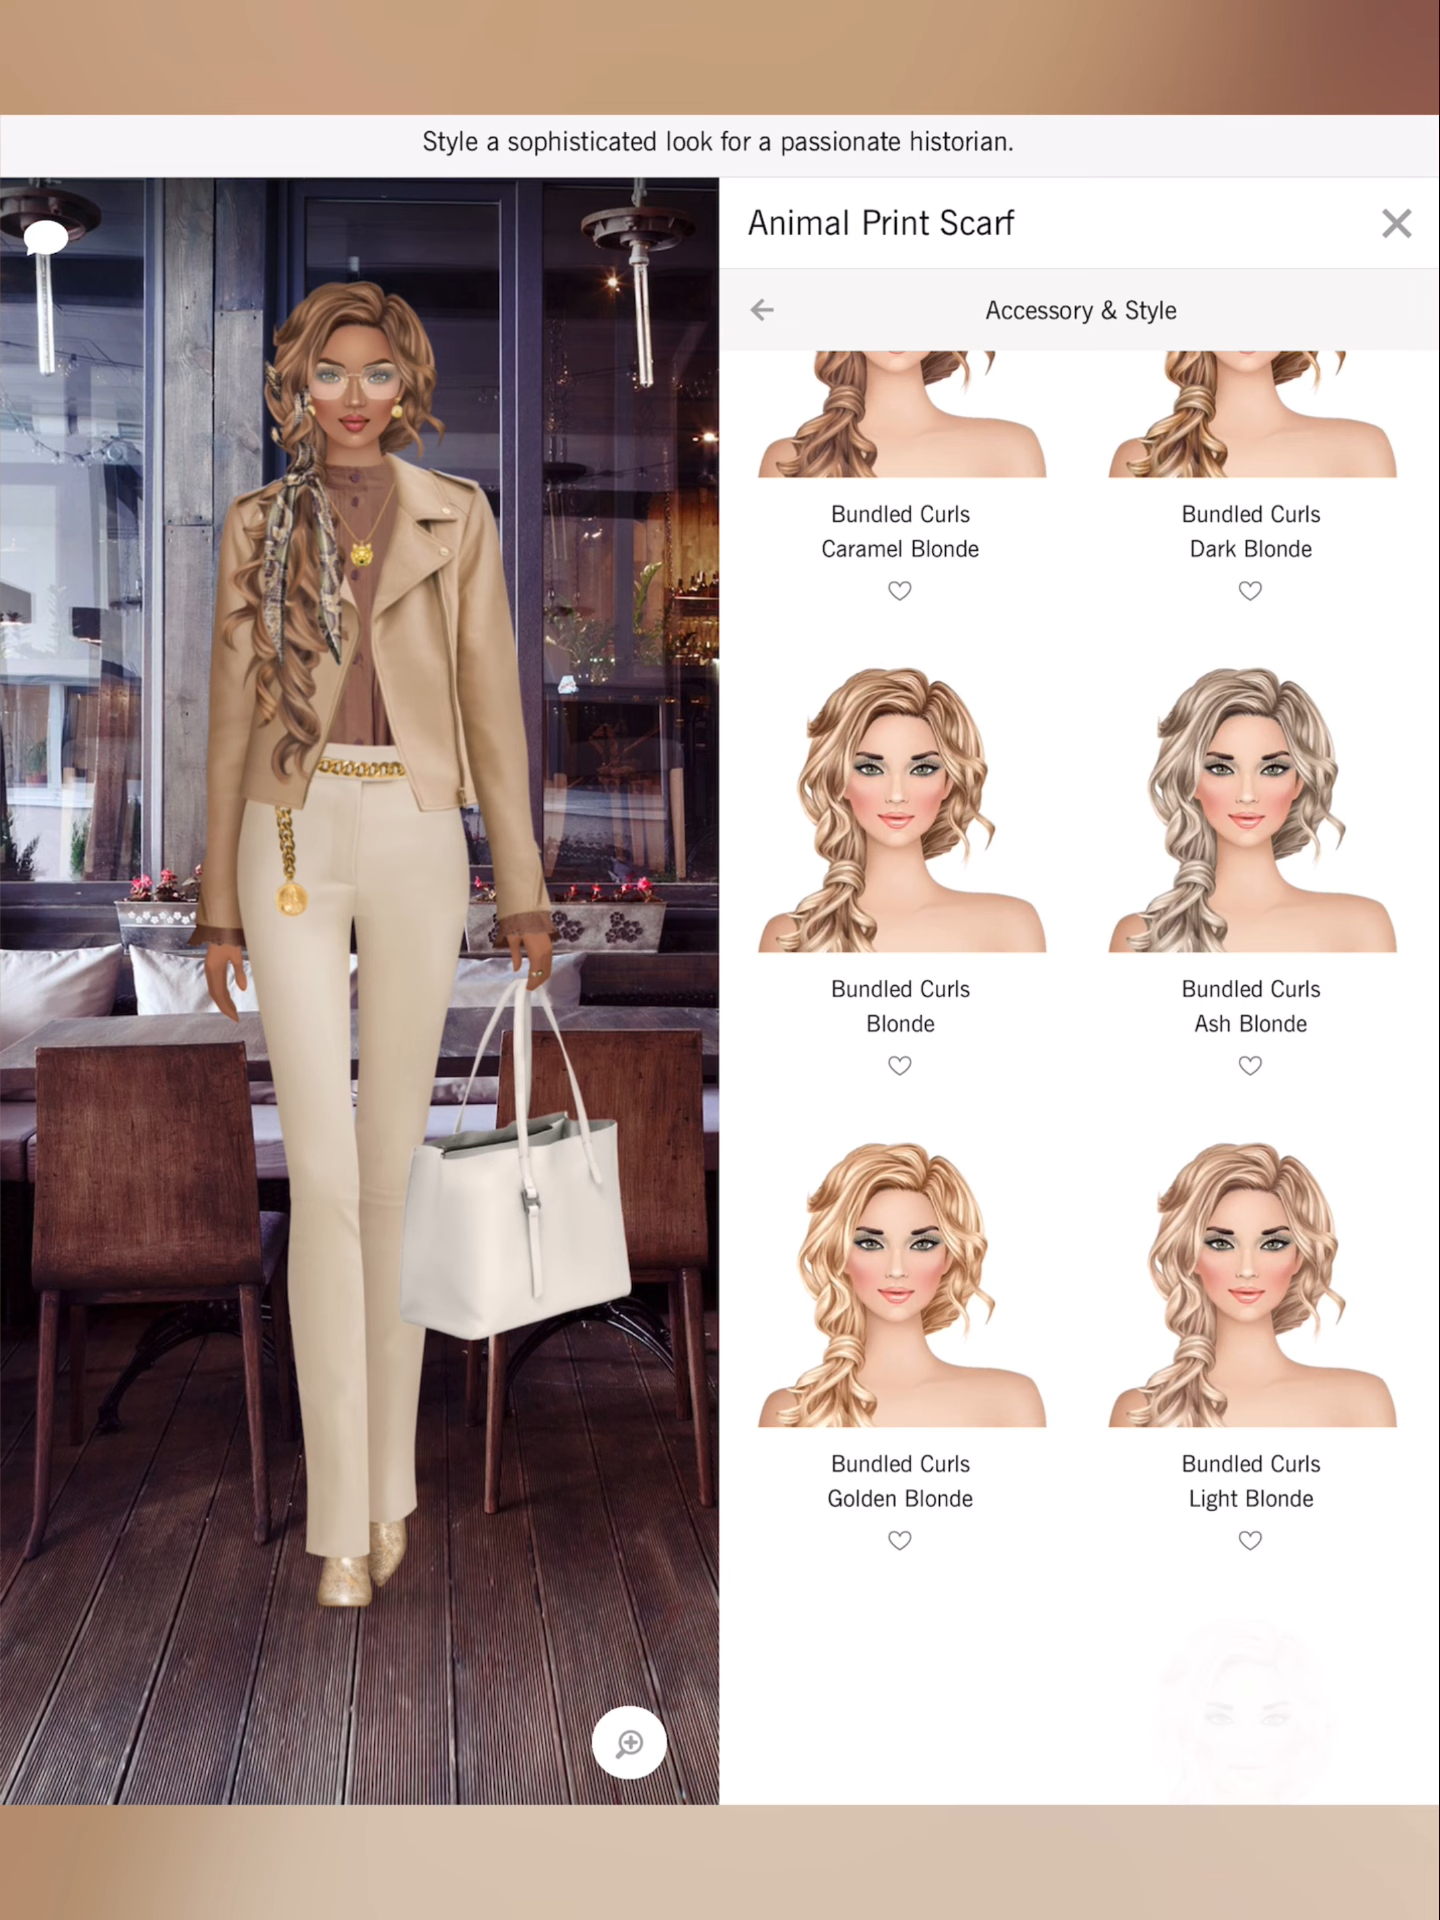 Style a sophisticated look for a passionate historian.
Animal Print Scarf
Accessory & Style
Bundled Curls
Caramel Blonde
Bundled Curls
Dark Blonde
Bundled Curls
Blonde
Bundled Curls
Ash Blonde
Bundled Curls
Golden Blonde
Bundled Curls
Light Blonde